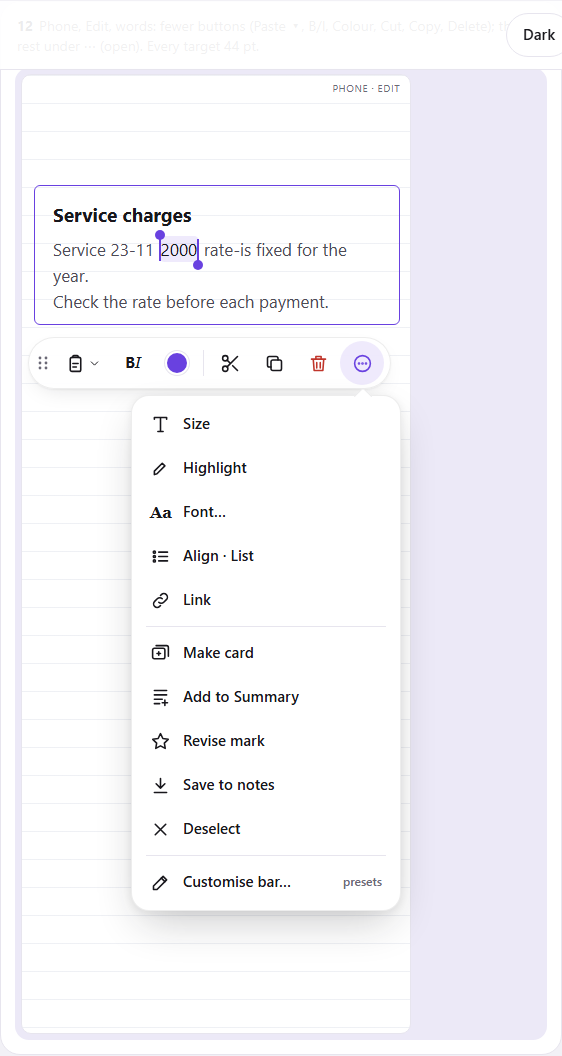 12 Phone, Edit, words: fewer buttons (Paste ▾, B/I, Colour, Cut, Copy, Delete); th
rest under ··· (open). Every target 44 pt.
Dark
PHONE · EDIT
Service charges
Service 23-11 2000 rate-is fixed for the
year.
Check the rate before each payment.
BI
Size
Highlight
Aa Font...
Align · List
Link
Make card
Add to Summary
Revise mark
Save to notes
Deselect
Customise bar... presets